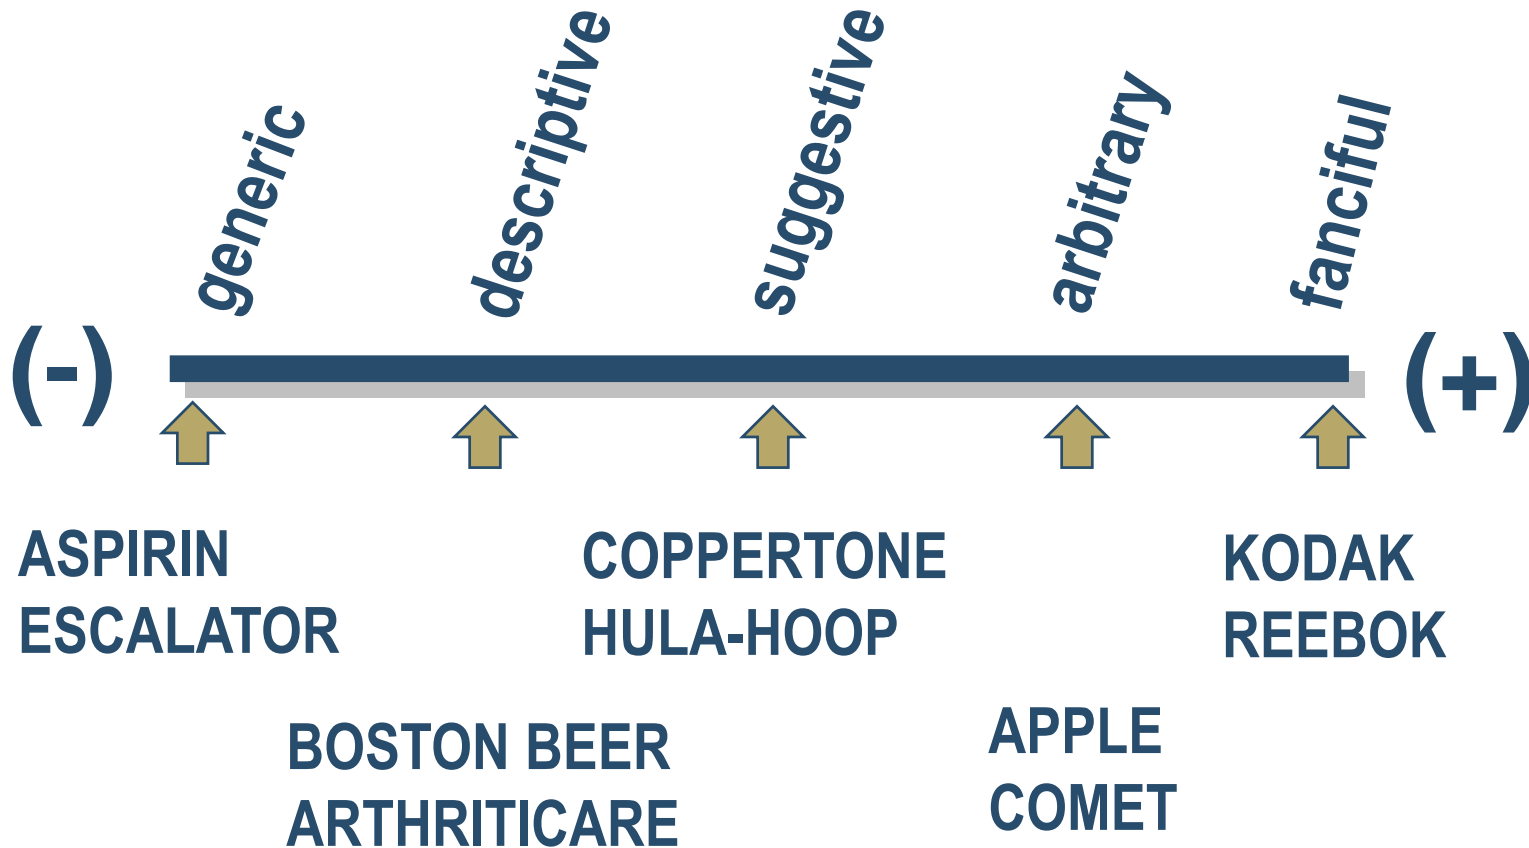 generic
descriptive
suggestive
arbitrary
fanciful
(-)
(+)
ASPIRIN
ESCALATOR
BOSTON BEER
ARTHRITICARE
COPPERTONE
HULA-HOOP
APPLE
COMET
KODAK
REEBOK